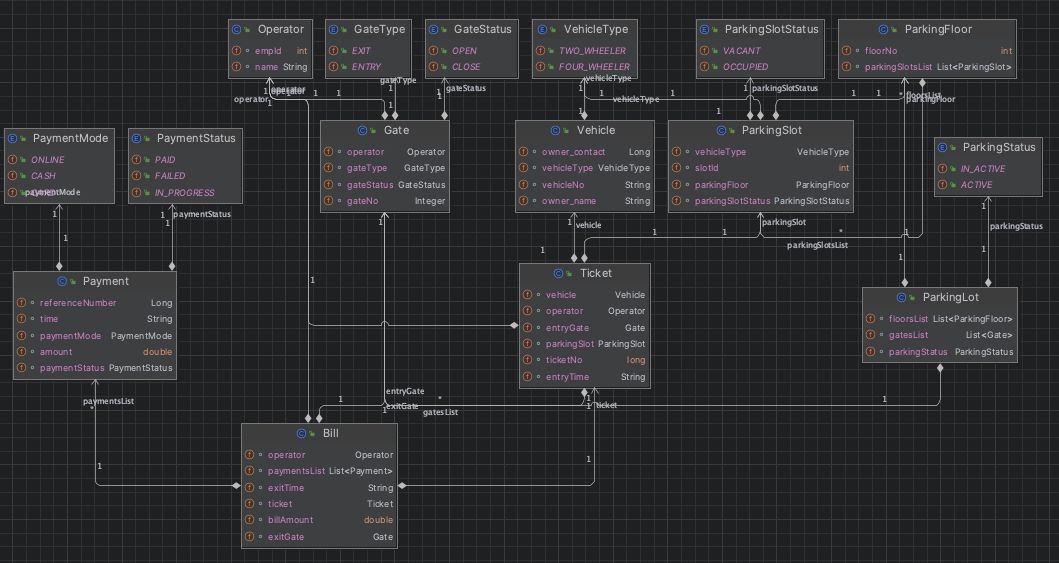 Operator
empId int
name String
GateType
EXIT
ENTRY
GateStatus
OPEN
CLOSE
VehicleType
TWO_WHEELER
FOUR_WHEELER
ParkingSlotStatus
VACANT
OCCUPIED
ParkingFloor
floorNo int
parkingSlotsList List<ParkingSlot>
operator
operator
1
1
1
gateType
1
1
gateStatus
1
1
vehicleType
vehicleType
1
1
1
parkingSlotStatus
1
1
1
floorsList
parkingFloor
*
1
1
PaymentMode
ONLINE
CASH
paymentMode
PaymentStatus
PAID
FAILED
IN_PROGRESS
paymentStatus
1
1
1
1
Gate
operator Operator
gateType GateType
gateStatus GateStatus
gateNo Integer
Vehicle
owner_contact Long
vehicleType VehicleType
vehicleNo String
owner_name String
ParkingSlot
vehicleType VehicleType
slotId int
parkingFloor ParkingFloor
parkingSlotStatus ParkingSlotStatus
ParkingStatus
IN_ACTIVE
ACTIVE
1
vehicle
1
1
1
1
parkingSlot
1
*
parkingSlotsList
1
1
1
parkingStatus
1
Payment
referenceNumber Long
time String
paymentMode PaymentMode
amount double
paymentStatus PaymentStatus
1
Ticket
vehicle Vehicle
operator Operator
entryGate Gate
parkingSlot ParkingSlot
ticketNo long
entryTime String
ParkingLot
floorsList List<ParkingFloor>
gatesList List<Gate>
parkingStatus ParkingStatus
paymentsList
*
1
entryGate
exitGate
1
*
gatesList
1
1
ticket
1
1
1
Bill
operator Operator
paymentsList List<Payment>
exitTime String
ticket Ticket
billAmount double
exitGate Gate